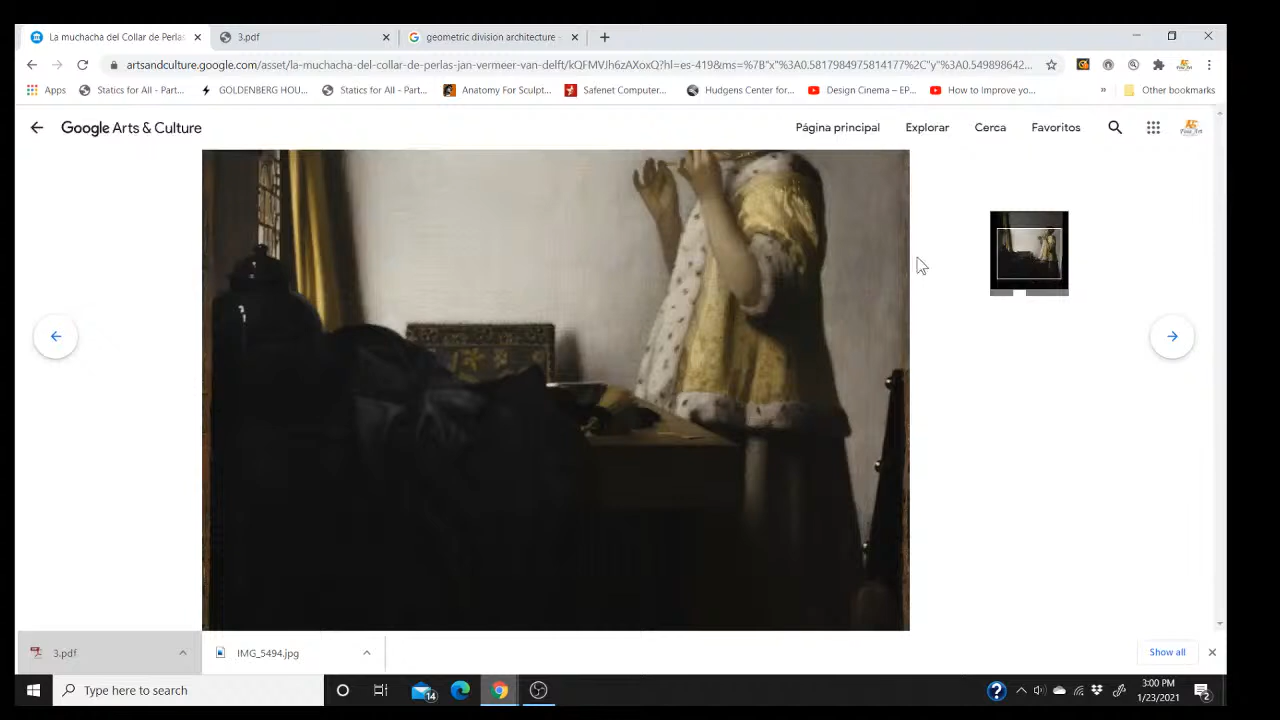 La muchacha del Collar de Perlas
3.pdf
geometric division architecture -
artsandculture.google.com/asset/la-muchacha-del-collar-de-perlas-jan-vermeer-van-delft/kQFMVJh6zAXoxQ?hl=es-419&ms=%7B"x"%3A0.5817984975814177%2C"y"%3A0.549898642...
Apps
Statics for All - Part...
GOLDENBERG HOU...
Statics for All - Part...
Anatomy For Sculpt...
Safenet Computer...
Hudgens Center for...
Design Cinema – EP...
How to Improve yo...
»
Other bookmarks
Google Arts & Culture
Página principal
Explorar
Cerca
Favoritos
3.pdf
IMG_5494.jpg
Show all
Type here to search
14
3:00 PM
1/23/2021
2